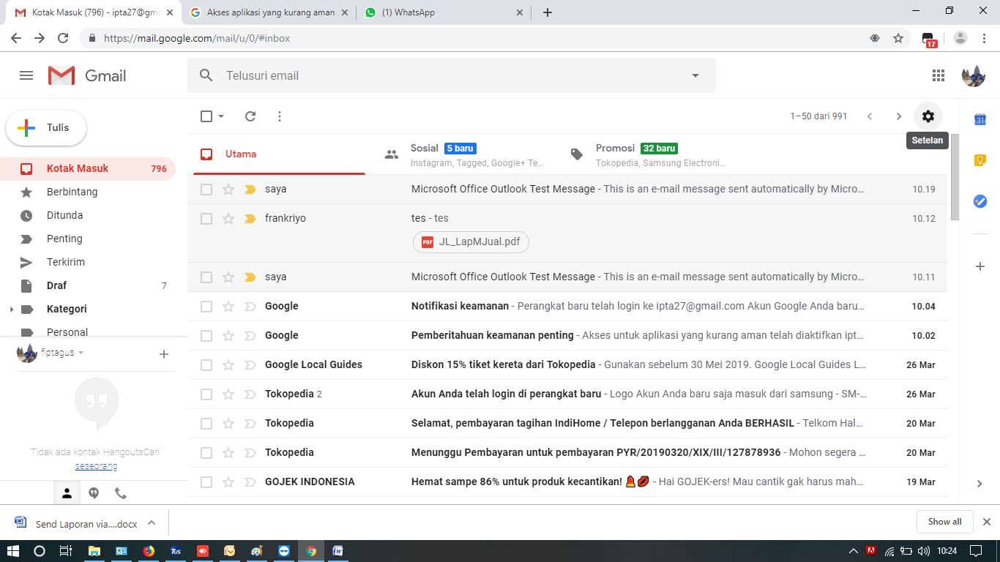 Kotak Masuk (796) - ipta27@gma
Akses aplikasi yang kurang aman
(1) WhatsApp
https://mail.google.com/mail/u/0/#inbox
17
Gmail
Telusuri email
Tulis
1–50 dari 991
31
Setelan
Utama
Sosial 5 baru
Instagram, Tagged, Google+ Te…
Promosi 32 baru
Tokopedia, Samsung Electroni…
Kotak Masuk 796
Berbintang
Ditunda
Penting
Terkirim
Draf 7
Kategori
Personal
fiptagus
Tidak ada kontak HangoutsCari
seseorang
saya Microsoft Office Outlook Test Message - This is an e-mail message sent automatically by Micro… 10.19
frankriyo tes - tes 10.12
PDF JL_LapMJual.pdf
saya Microsoft Office Outlook Test Message - This is an e-mail message sent automatically by Micro… 10.11
Google Notifikasi keamanan - Perangkat baru telah login ke ipta27@gmail.com Akun Google Anda baru… 10.04
Google Pemberitahuan keamanan penting - Akses untuk aplikasi yang kurang aman telah diaktifkan ipt… 10.02
Google Local Guides Diskon 15% tiket kereta dari Tokopedia - Gunakan sebelum 30 Mei 2019. Google Local Guides L… 26 Mar
Tokopedia 2 Akun Anda telah login di perangkat baru - Logo Akun Anda baru saja masuk dari samsung - SM-… 26 Mar
Tokopedia Selamat, pembayaran tagihan IndiHome / Telepon berlangganan Anda BERHASIL - Telkom Hal… 20 Mar
Tokopedia Menunggu Pembayaran untuk pembayaran PYR/20190320/XIX/III/127878936 - Mohon segera … 20 Mar
GOJEK INDONESIA Hemat sampe 86% untuk produk kecantikan! 💄💋 - Hai GOJEK-ers! Mau cantik gak harus mah… 19 Mar
Send Laporan via....docx
Show all
Tus
10:24